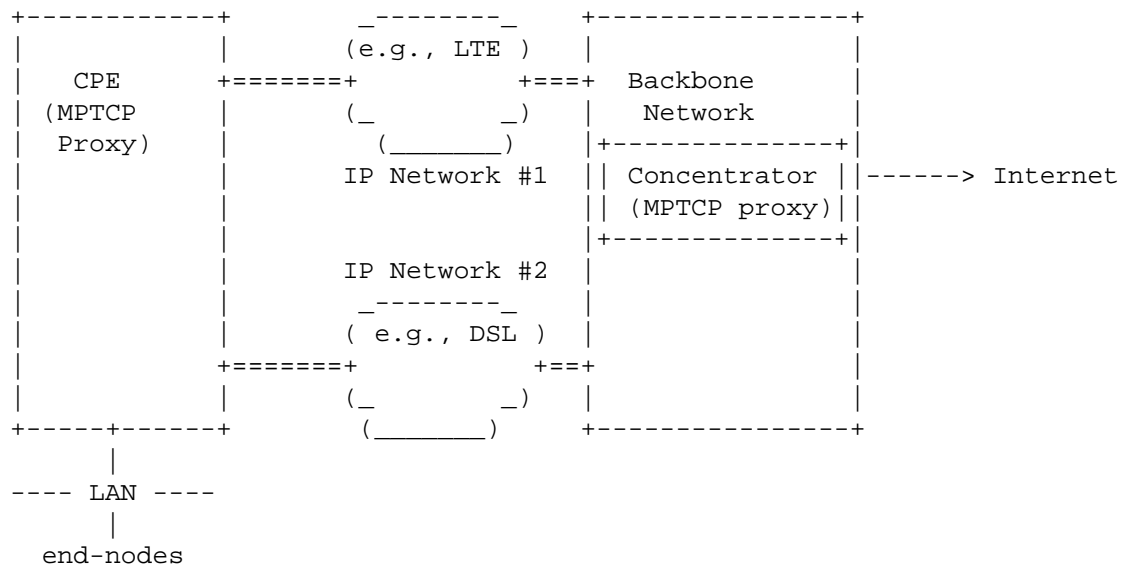 (e.g., LTE )
CPE Backbone
(MPTCP Network
Proxy)
IP Network #1 Concentrator ------> Internet
(MPTCP proxy)
IP Network #2
( e.g., DSL )
---- LAN ----
end-nodes